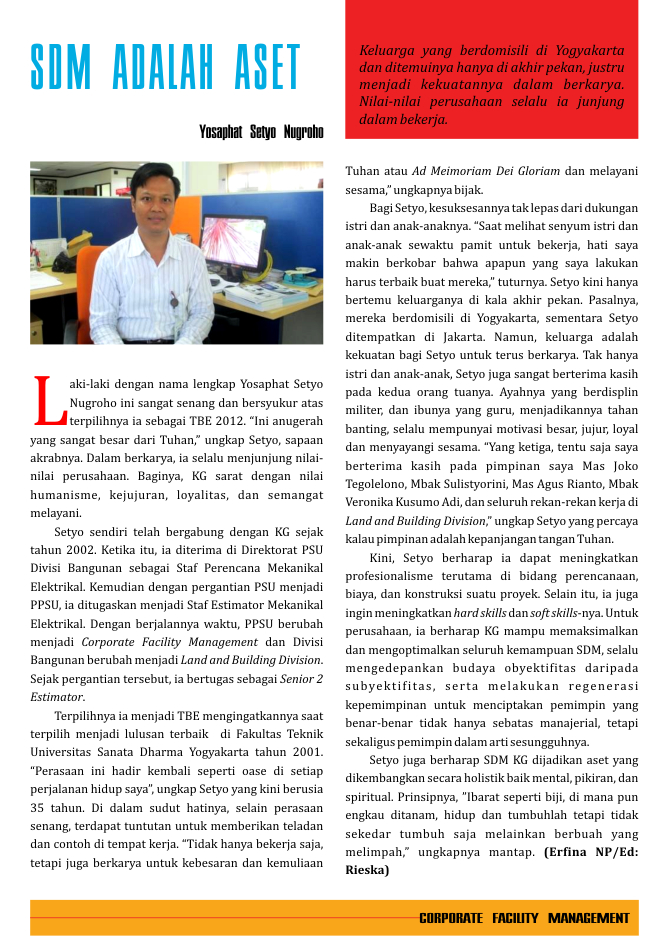 SDM ADALAH ASET
Yosaphat Setyo Nugroho
Keluarga yang berdomisili di Yogyakarta
dan ditemuinya hanya di akhir pekan, justru
menjadi kekuatannya dalam berkarya.
Nilai-nilai perusahaan selalu ia junjung
dalam bekerja.
Laki-laki dengan nama lengkap Yosaphat Setyo
Nugroho ini sangat senang dan bersyukur atas
terpilihnya ia sebagai TBE 2012. “Ini anugerah
yang sangat besar dari Tuhan,” ungkap Setyo, sapaan
akrabnya. Dalam berkarya, ia selalu menjunjung nilai-
nilai perusahaan. Baginya, KG sarat dengan nilai
humanisme, kejujuran, loyalitas, dan semangat
melayani.
Setyo sendiri telah bergabung dengan KG sejak
tahun 2002. Ketika itu, ia diterima di Direktorat PSU
Divisi Bangunan sebagai Staf Perencana Mekanikal
Elektrikal. Kemudian dengan pergantian PSU menjadi
PPSU, ia ditugaskan menjadi Staf Estimator Mekanikal
Elektrikal. Dengan berjalannya waktu, PPSU berubah
menjadi Corporate Facility Management dan Divisi
Bangunan berubah menjadi Land and Building Division.
Sejak pergantian tersebut, ia bertugas sebagai Senior 2
Estimator.
Terpilihnya ia menjadi TBE mengingatkannya saat
terpilih menjadi lulusan terbaik di Fakultas Teknik
Universitas Sanata Dharma Yogyakarta tahun 2001.
“Perasaan ini hadir kembali seperti oase di setiap
perjalanan hidup saya”, ungkap Setyo yang kini berusia
35 tahun. Di dalam sudut hatinya, selain perasaan
senang, terdapat tuntutan untuk memberikan teladan
dan contoh di tempat kerja. “Tidak hanya bekerja saja,
tetapi juga berkarya untuk kebesaran dan kemuliaan
Tuhan atau Ad Meimoriam Dei Gloriam dan melayani
sesama,” ungkapnya bijak.
Bagi Setyo, kesuksesannya tak lepas dari dukungan
istri dan anak-anaknya. “Saat melihat senyum istri dan
anak-anak sewaktu pamit untuk bekerja, hati saya
makin berkobar bahwa apapun yang saya lakukan
harus terbaik buat mereka,” tuturnya. Setyo kini hanya
bertemu keluarganya di kala akhir pekan. Pasalnya,
mereka berdomisili di Yogyakarta, sementara Setyo
ditempatkan di Jakarta. Namun, keluarga adalah
kekuatan bagi Setyo untuk terus berkarya. Tak hanya
istri dan anak-anak, Setyo juga sangat berterima kasih
pada kedua orang tuanya. Ayahnya yang berdisplin
militer, dan ibunya yang guru, menjadikannya tahan
banting, selalu mempunyai motivasi besar, jujur, loyal
dan menyayangi sesama. “Yang ketiga, tentu saja saya
berterima kasih pada pimpinan saya Mas Joko
Tegolelono, Mbak Sulistyorini, Mas Agus Rianto, Mbak
Veronika Kusumo Adi, dan seluruh rekan-rekan kerja di
Land and Building Division,” ungkap Setyo yang percaya
kalau pimpinan adalah kepanjangan tangan Tuhan.
Kini, Setyo berharap ia dapat meningkatkan
profesionalisme terutama di bidang perencanaan,
biaya, dan konstruksi suatu proyek. Selain itu, ia juga
ingin meningkatkan hard skills dan soft skills-nya. Untuk
perusahaan, ia berharap KG mampu memaksimalkan
dan mengoptimalkan seluruh kemampuan SDM, selalu
mengedepankan budaya obyektifitas daripada
subyektifitas, serta melakukan regenerasi
kepemimpinan untuk menciptakan pemimpin yang
benar-benar tidak hanya sebatas manajerial, tetapi
sekaligus pemimpin dalam arti sesungguhnya.
Setyo juga berharap SDM KG dijadikan aset yang
dikembangkan secara holistik baik mental, pikiran, dan
spiritual. Prinsipnya, ”Ibarat seperti biji, di mana pun
engkau ditanam, hidup dan tumbuhlah tetapi tidak
sekedar tumbuh saja melainkan berbuah yang
melimpah,” ungkapnya mantap. (Erfina NP/Ed:
Rieska)
CORPORATE FACILITY MANAGEMENT